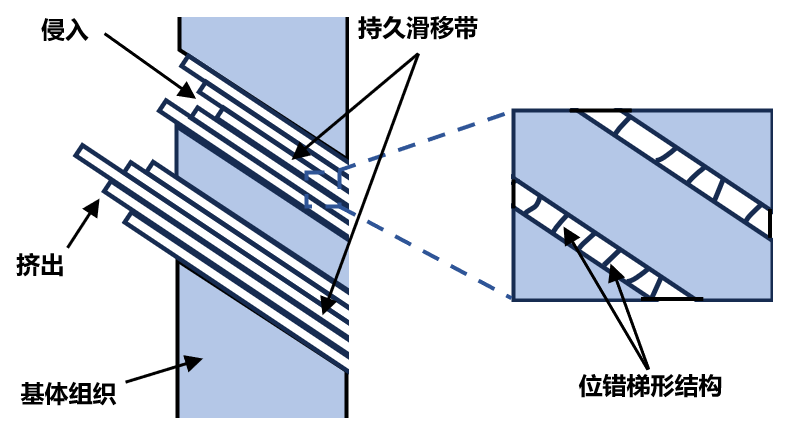 侵入
持久滑移带
挤出
基体组织
位错梯形结构